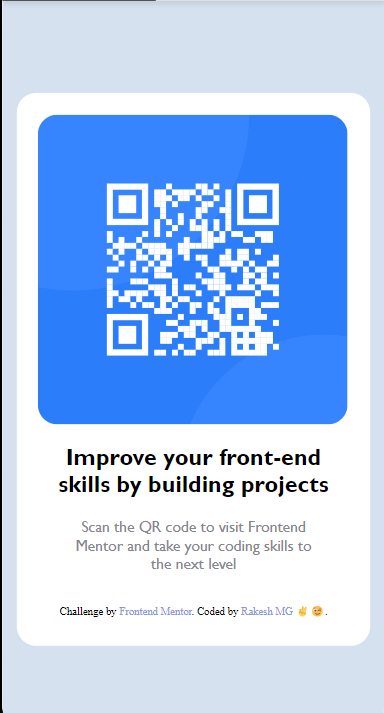 Improve your front-end
skills by building projects
Scan the QR code to visit Frontend
Mentor and take your coding skills to
the next level
Challenge by Frontend Mentor. Coded by Rakesh MG ✌️ 😉 .